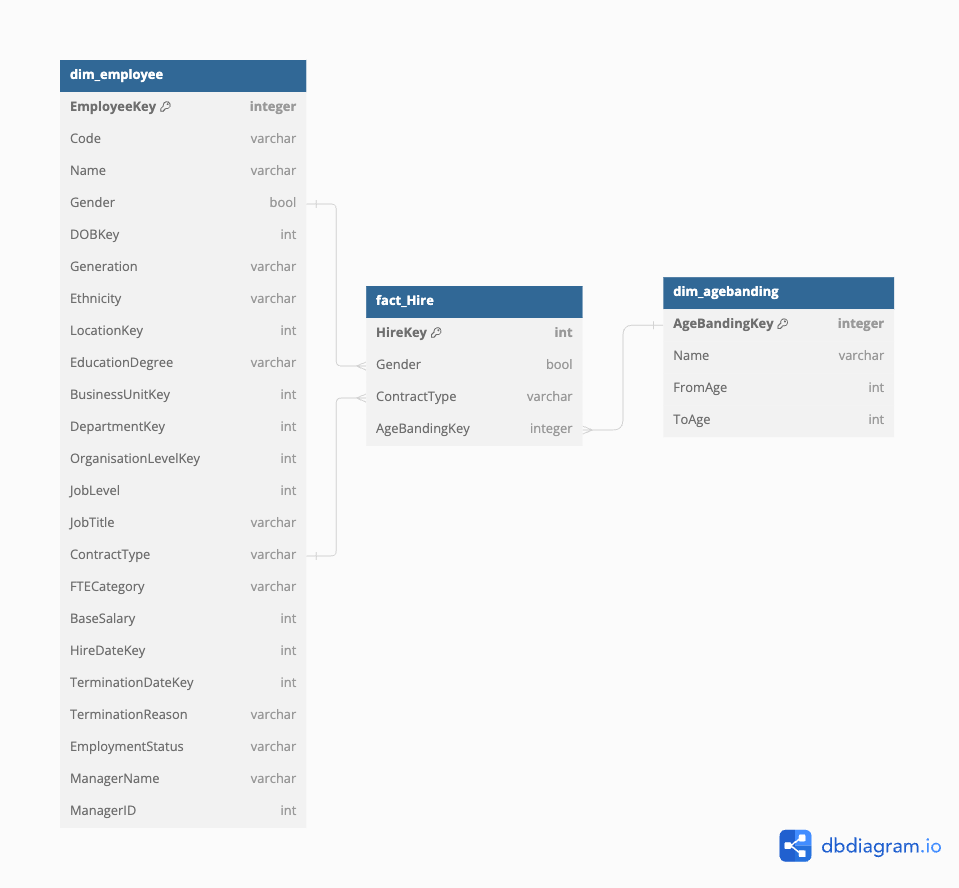 dim_employee
EmployeeKey integer
Code varchar
Name varchar
Gender bool
DOBKey int
Generation varchar
Ethnicity varchar
LocationKey int
EducationDegree varchar
BusinessUnitKey int
DepartmentKey int
OrganisationLevelKey int
JobLevel int
JobTitle varchar
ContractType varchar
FTECategory varchar
BaseSalary int
HireDateKey int
TerminationDateKey int
TerminationReason varchar
EmploymentStatus varchar
ManagerName varchar
ManagerID int
fact_Hire
HireKey int
Gender bool
ContractType varchar
AgeBandingKey integer
dim_agebanding
AgeBandingKey integer
Name varchar
FromAge int
ToAge int
dbdiagram.io